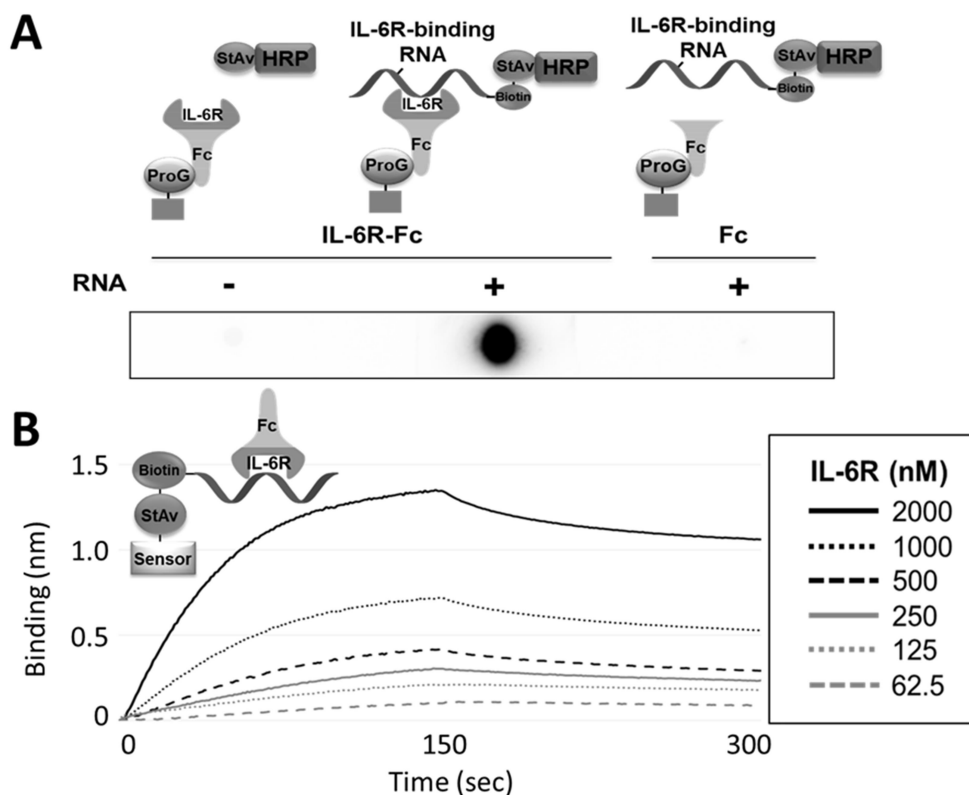 A
StAv HRP
IL-6R
Fc
ProG
IL-6R-binding
RNA
StAv HRP
Biotin
IL-6R
Fc
ProG
IL-6R-binding
RNA
StAv HRP
Biotin
Fc
ProG
IL-6R-Fc
Fc
RNA - + +
B
Fc
IL-6R
Biotin
StAv
Sensor
Binding (nm)
1.5
1.0
0.5
0
0 150 300
Time (sec)
IL-6R (nM)
2000
1000
500
250
125
62.5